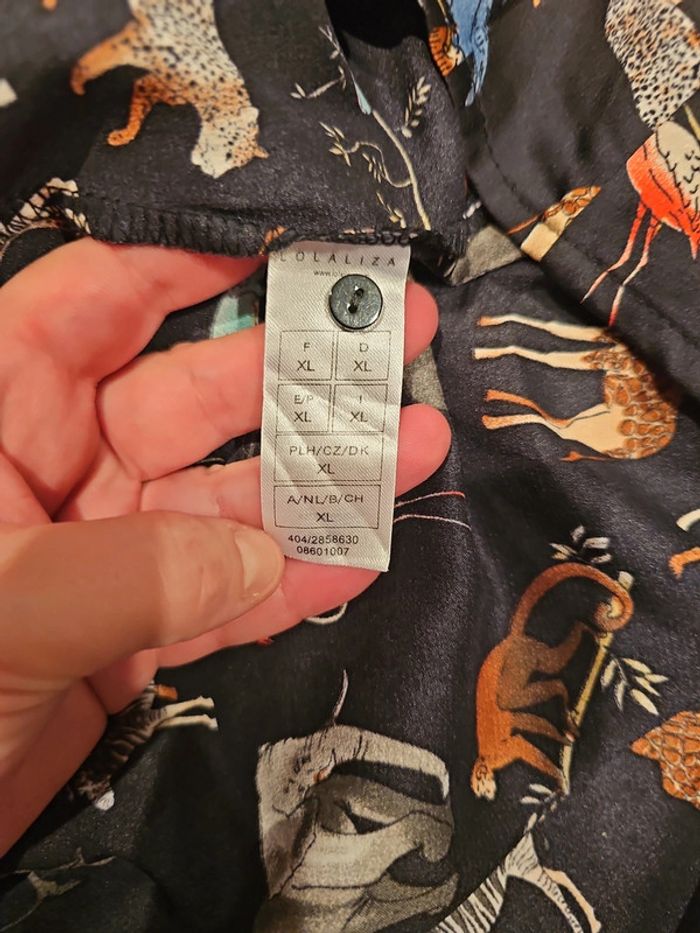 LOLALIZA
F
XL
D
XL
E/P
XL
I
XL
PLH/CZ/DK
XL
A/NL/B/CH
XL
404/2858630
08601007